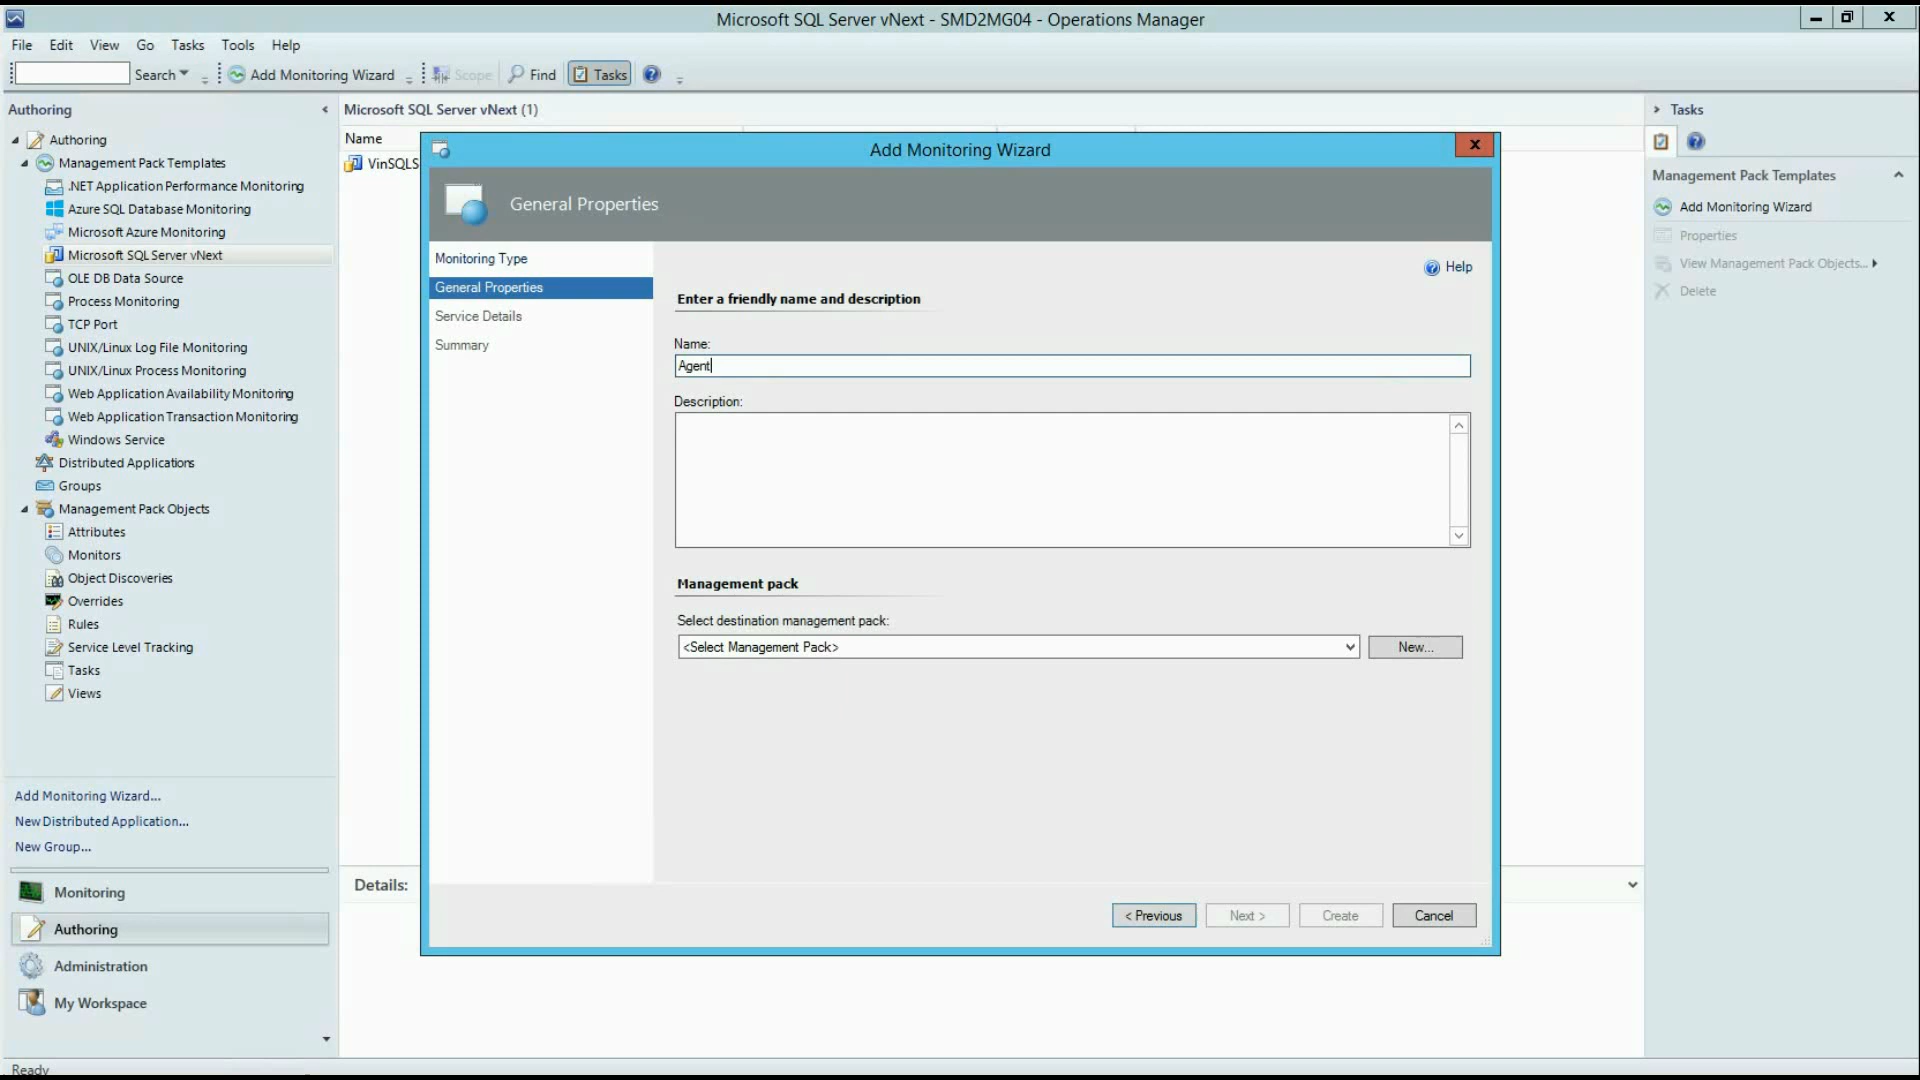 Microsoft SQL Server vNext - SMD2MG04 - Operations Manager
File Edit View Go Tasks Tools Help
Search Add Monitoring Wizard Scope Find Tasks
Authoring
Authoring
Management Pack Templates
.NET Application Performance Monitoring
Azure SQL Database Monitoring
Microsoft Azure Monitoring
Microsoft SQL Server vNext
OLE DB Data Source
Process Monitoring
TCP Port
UNIX/Linux Log File Monitoring
UNIX/Linux Process Monitoring
Web Application Availability Monitoring
Web Application Transaction Monitoring
Windows Service
Distributed Applications
Groups
Management Pack Objects
Attributes
Monitors
Object Discoveries
Overrides
Rules
Service Level Tracking
Tasks
Views
Add Monitoring Wizard...
New Distributed Application...
New Group...
Monitoring
Authoring
Administration
My Workspace
Ready
Microsoft SQL Server vNext (1)
Name
VinSQLS
Details:
Add Monitoring Wizard
General Properties
Monitoring Type
General Properties
Service Details
Summary
Help
Enter a friendly name and description
Name:
Agent
Description:
Management pack
Select destination management pack:
<Select Management Pack>
New...
< Previous
Next >
Create
Cancel
Tasks
Management Pack Templates
Add Monitoring Wizard
Properties
View Management Pack Objects...
Delete